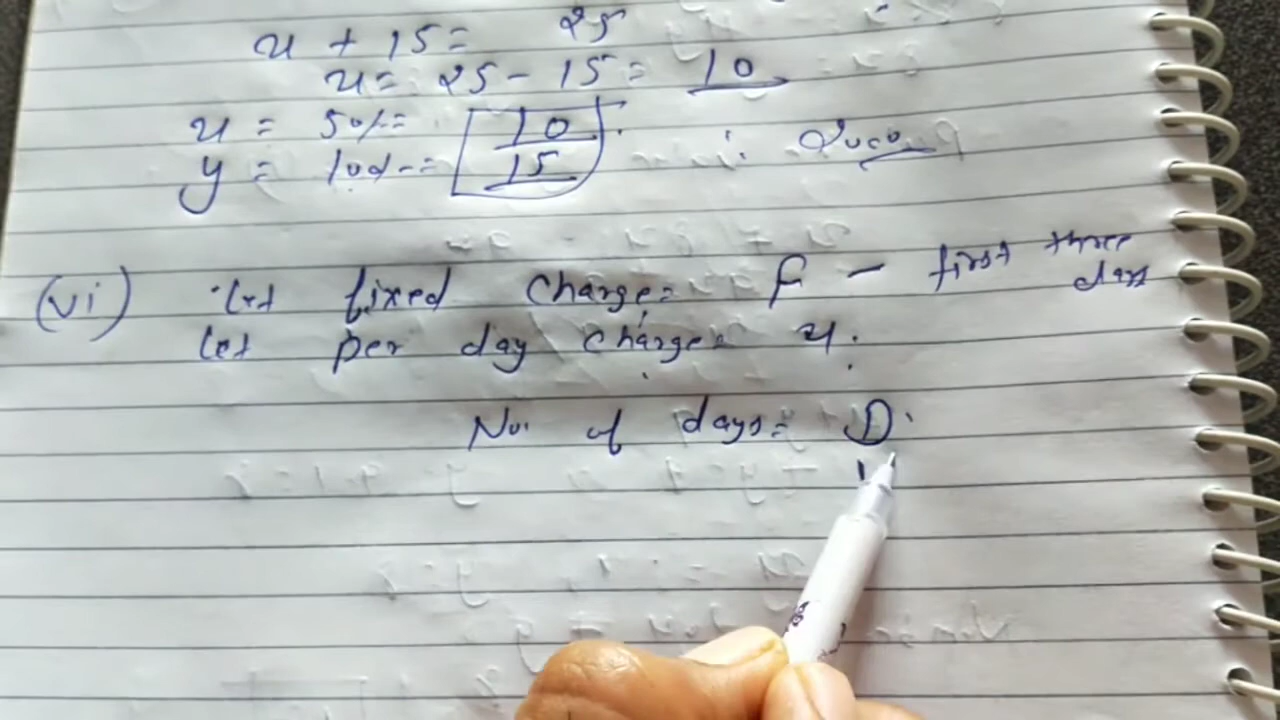 x + 15 = 25
x = 25 - 15 = 10
x = 50/- = 10
y = 100/- = 15
(vi) Let fixed charge = F - first three days
Let per day charge = x.
No. of days = D